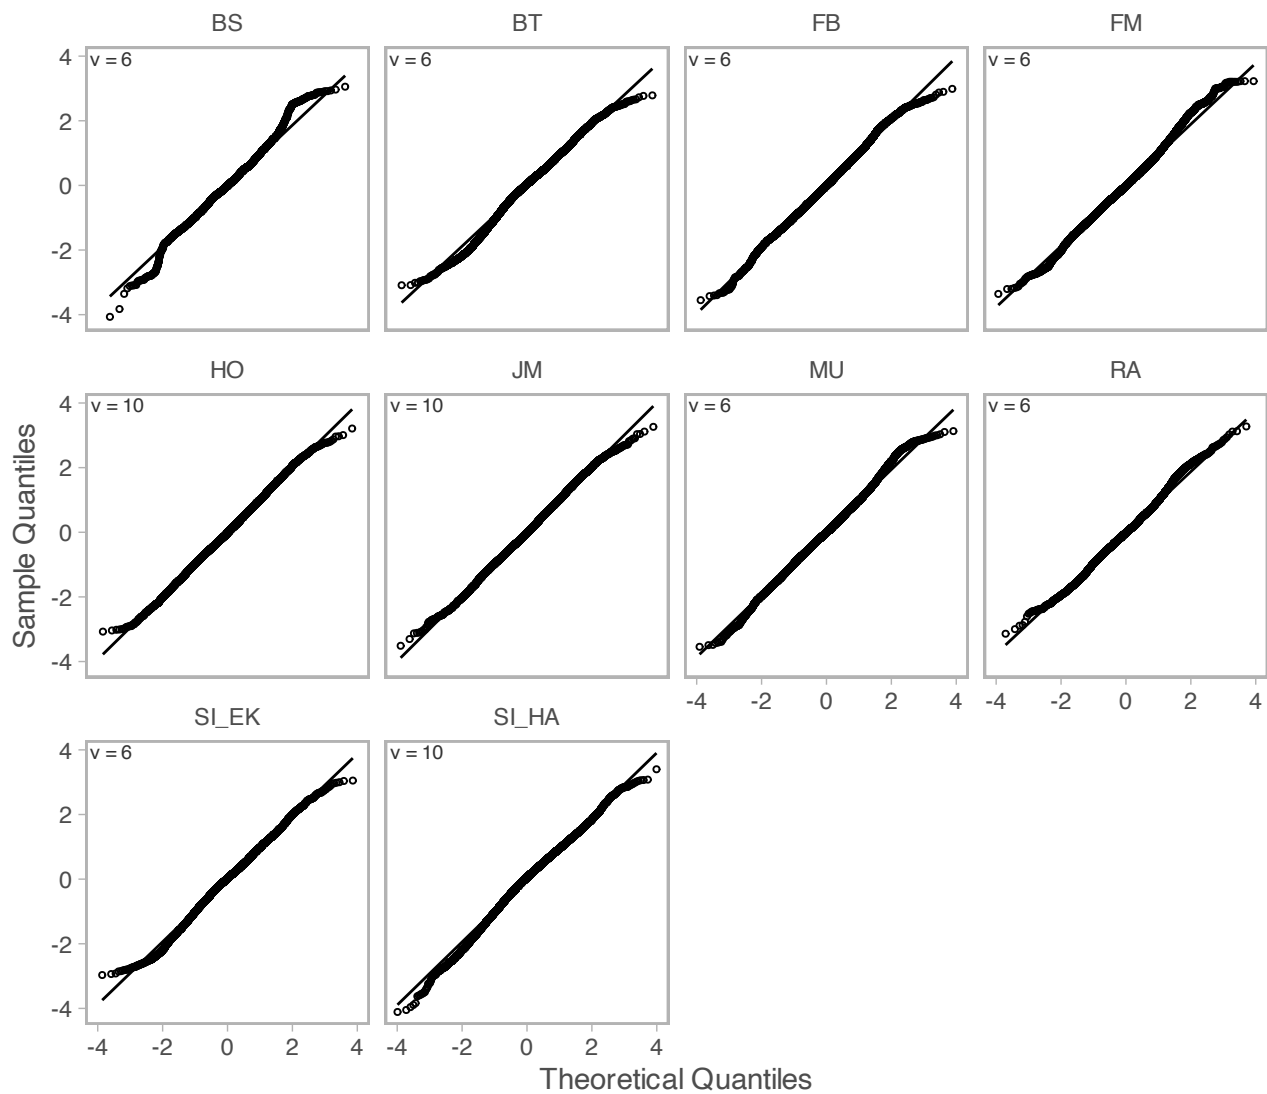 BS
BT
FB
FM
v = 6
v = 6
v = 6
v = 6
4
2
0
-2
-4
HO
JM
MU
RA
v = 10
v = 10
v = 6
v = 6
4
2
0
-2
-4
-4 -2 0 2 4
-4 -2 0 2 4
SI_EK
SI_HA
v = 6
v = 10
4
2
0
-2
-4
-4 -2 0 2 4
-4 -2 0 2 4
Sample Quantiles
Theoretical Quantiles